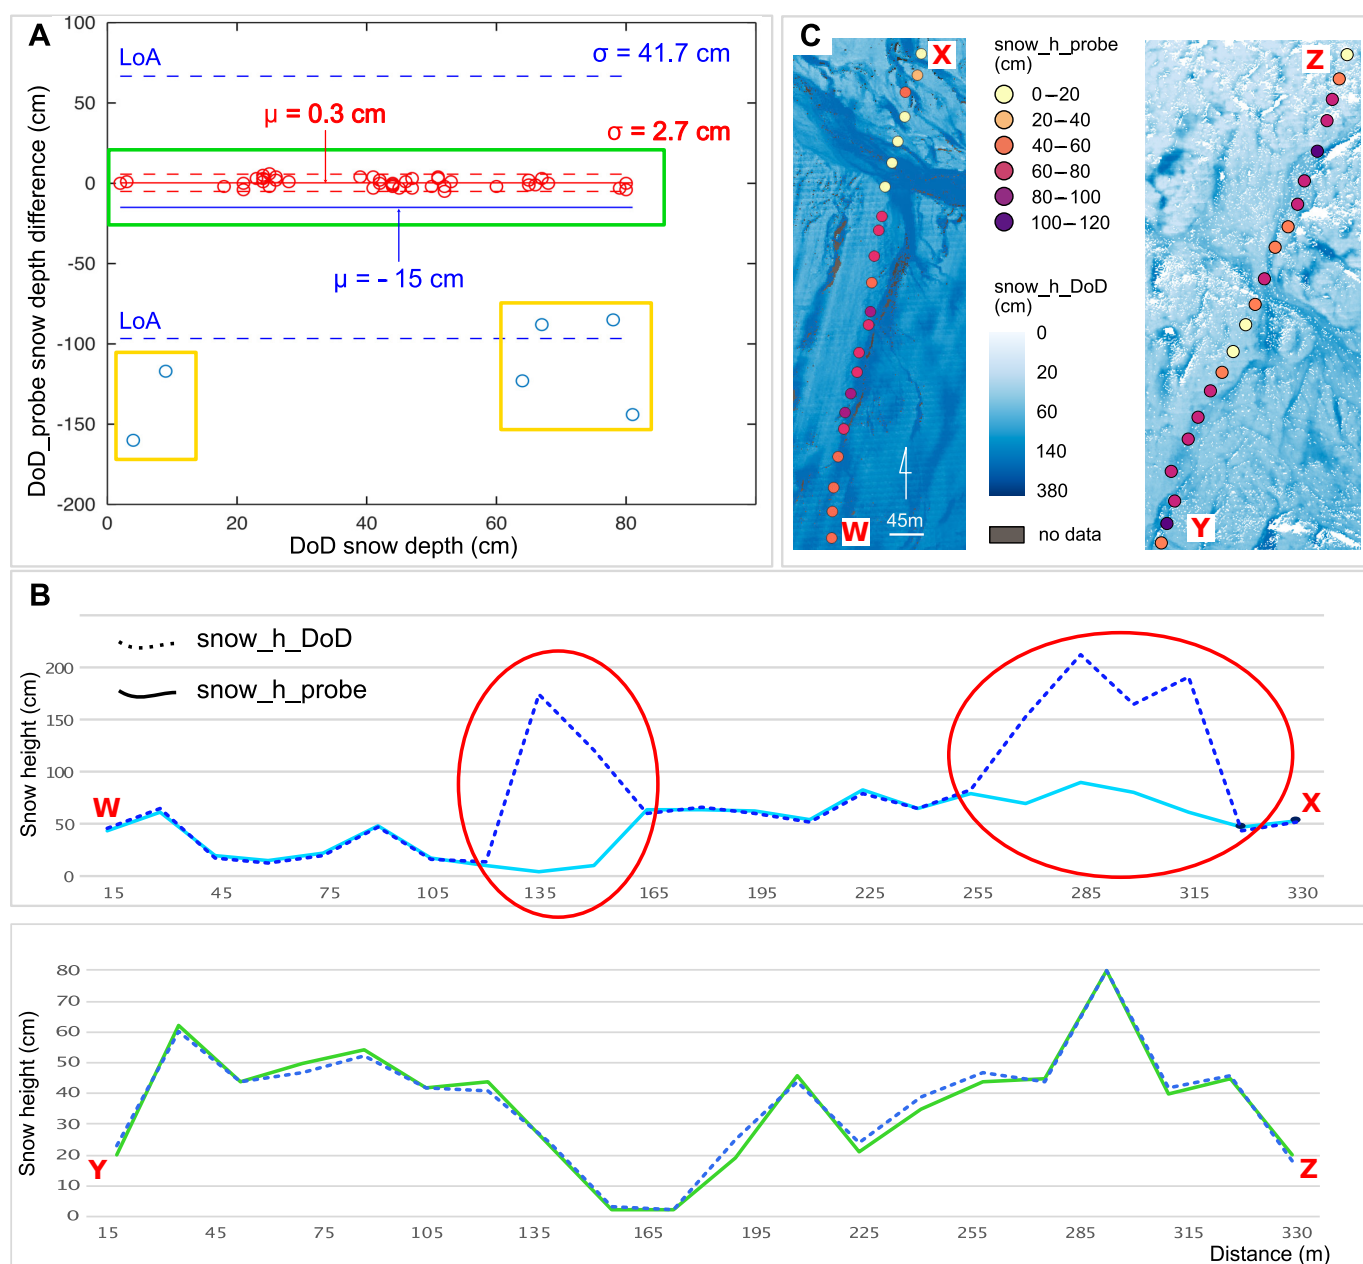 A
100
50
0
-50
-100
-150
-200
0
20
40
60
80
DoD_probe snow depth difference (cm)
DoD snow depth (cm)
LoA
σ = 41.7 cm
μ = 0.3 cm
σ = 2.7 cm
μ = - 15 cm
LoA
C
X
W
45m
snow_h_probe
(cm)
0-20
20-40
40-60
60-80
80-100
100-120
snow_h_DoD
(cm)
0
20
60
140
380
no data
Z
Y
B
snow_h_DoD
snow_h_probe
Snow height (cm)
200
150
100
50
0
W
X
15 45 75 105 135 165 195 225 255 285 315 330
Snow height (cm)
80
70
60
50
40
30
20
10
0
Y
Z
15 45 75 105 135 165 195 225 255 285 315 330
Distance (m)